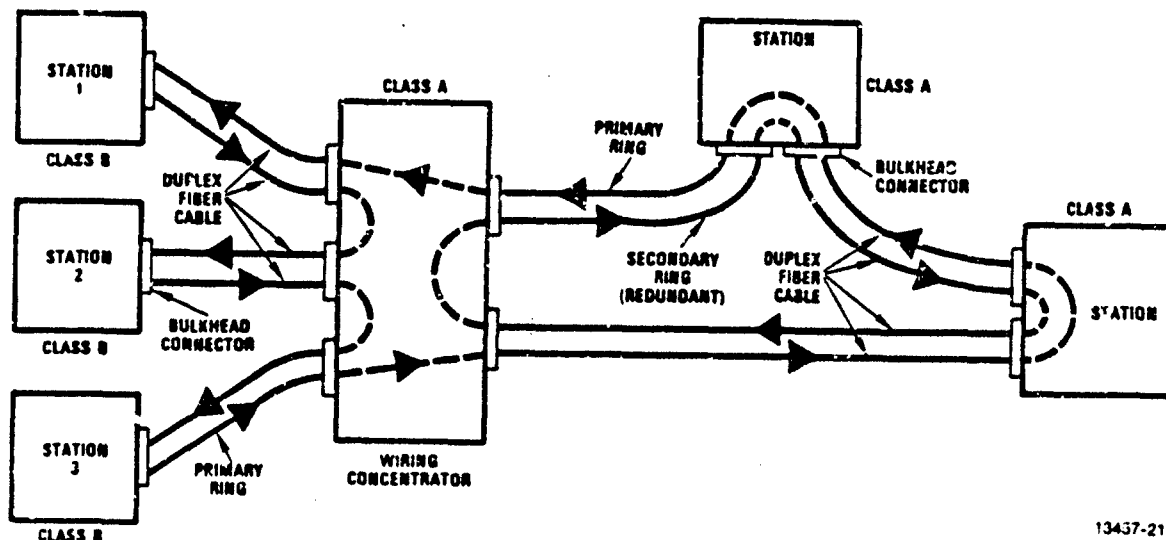 STATION
1
CLASS B
DUPLEX
FIBER
CABLE
STATION
2
CLASS B
BULKHEAD
CONNECTOR
STATION
3
CLASS B
PRIMARY
RING
CLASS A
WIRING
CONCENTRATOR
PRIMARY
RING
SECONDARY
RING
(REDUNDANT)
STATION
CLASS A
BULKHEAD
CONNECTOR
DUPLEX
FIBER
CABLE
CLASS A
STATION
13437-21